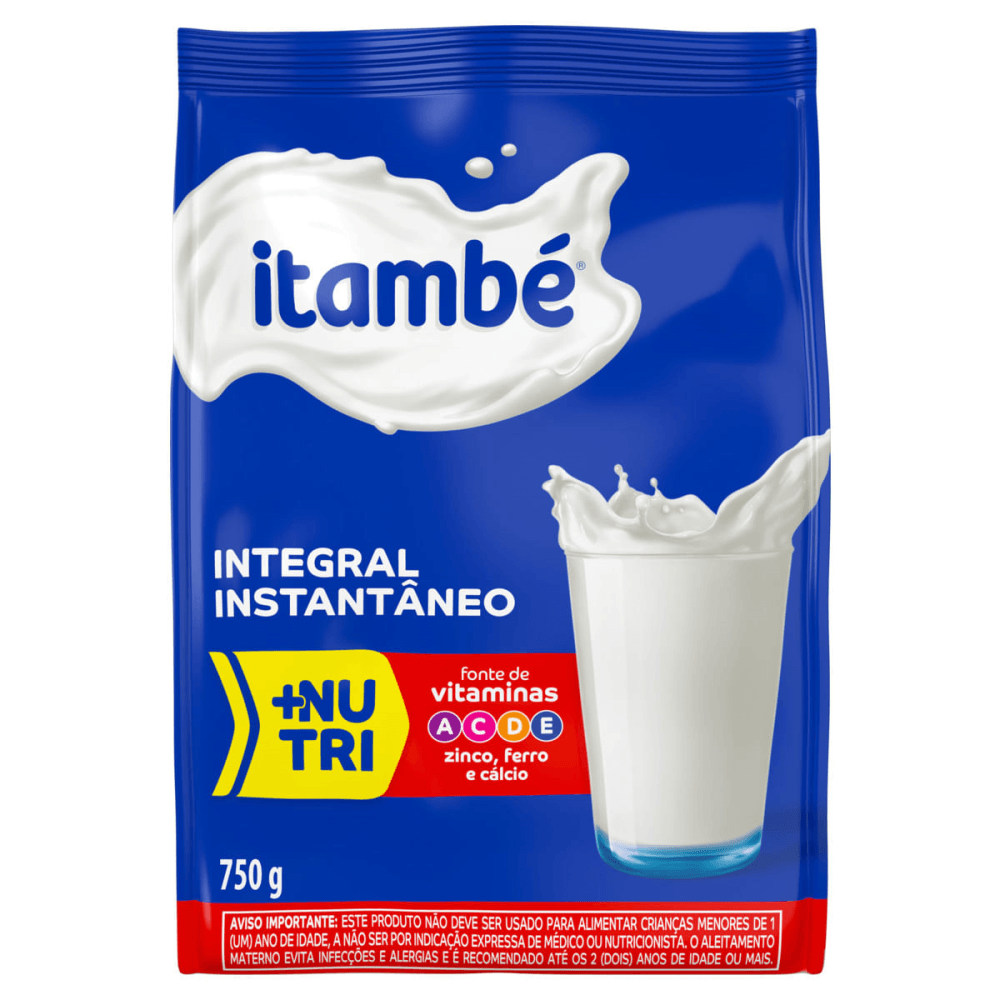 itambé®
INTEGRAL
INSTANTÂNEO
+NU
TRI
fonte de
vitaminas
A C D E
zinco, ferro
e cálcio
750 g
AVISO IMPORTANTE: ESTE PRODUTO NÃO DEVE SER USADO PARA ALIMENTAR CRIANÇAS MENORES DE 1
(UM) ANO DE IDADE, A NÃO SER POR INDICAÇÃO EXPRESSA DE MÉDICO OU NUTRICIONISTA. O ALEITAMENTO
MATERNO EVITA INFECÇÕES E ALERGIAS E É RECOMENDADO ATÉ OS 2 (DOIS) ANOS DE IDADE OU MAIS.